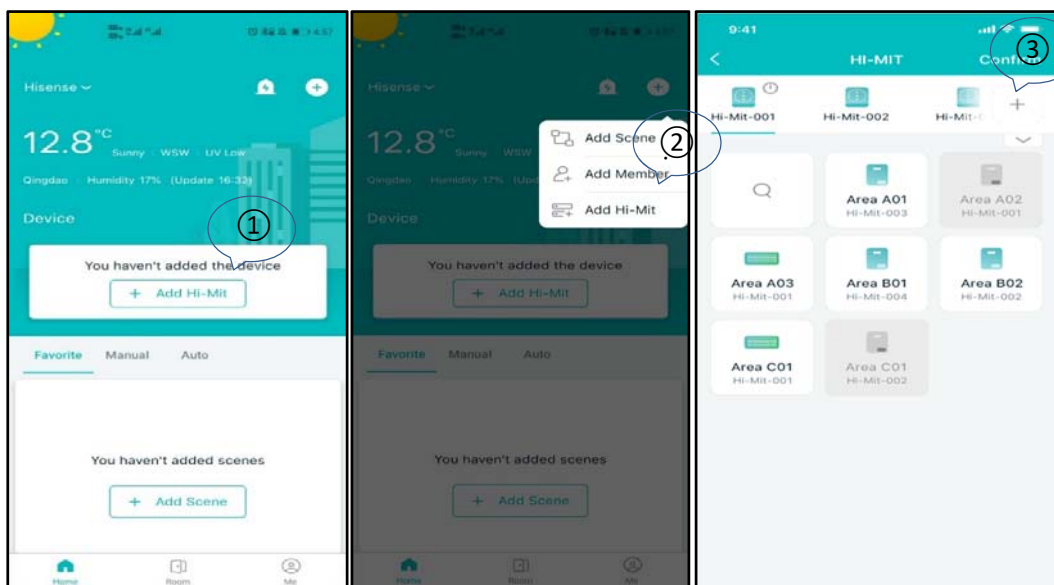 4:57
Hisense
12.8°C
Sunny WSW UV Low
Qingdao Humidity 17% (Update 16:32)
Device
①
You haven't added the device
+ Add Hi-Mit
Favorite Manual Auto
You haven't added scenes
+ Add Scene
Home Room Me
Hisense
12.8°C
Sunny WSW
Qingdao Humidity 17%
Device
Add Scene
②
Add Member
Add Hi-Mit
You haven't added the device
+ Add Hi-Mit
Favorite Manual Auto
You haven't added scenes
+ Add Scene
Home Room Me
9:41
③
HI-MIT
Hi-Mit-001 Hi-Mit-002
Area A01
HI-Mit-003
Area A02
Hi-Mit-001
Area A03
HI-Mit-001
Area B01
HI-Mit-004
Area B02
HI-Mit-002
Area C01
HI-Mit-001
Area C01
HI-Mit-002